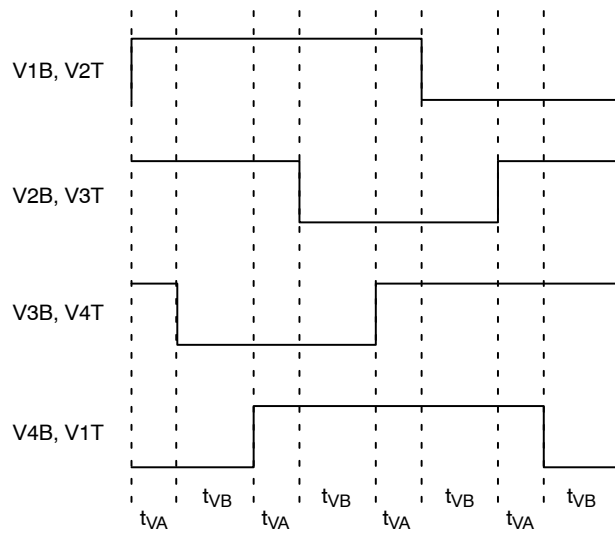 V1B, V2T
V2B, V3T
V3B, V4T
V4B, V1T
tVB tVB tVB tVB
tVA tVA tVA tVA